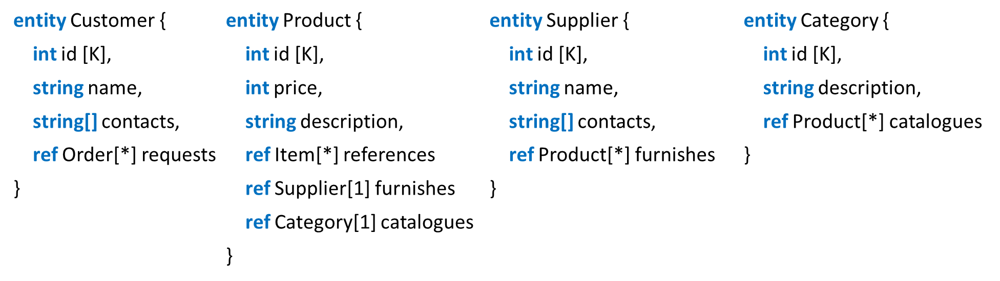 entity Customer {
int id [K],
string name,
string[] contacts,
ref Order[*] requests
}
entity Product {
int id [K],
int price,
string description,
ref Item[*] references
ref Supplier[1] furnishes
ref Category[1] catalogues
}
entity Supplier {
int id [K],
string name,
string[] contacts,
ref Product[*] furnishes
}
entity Category {
int id [K],
string description,
ref Product[*] catalogues
}